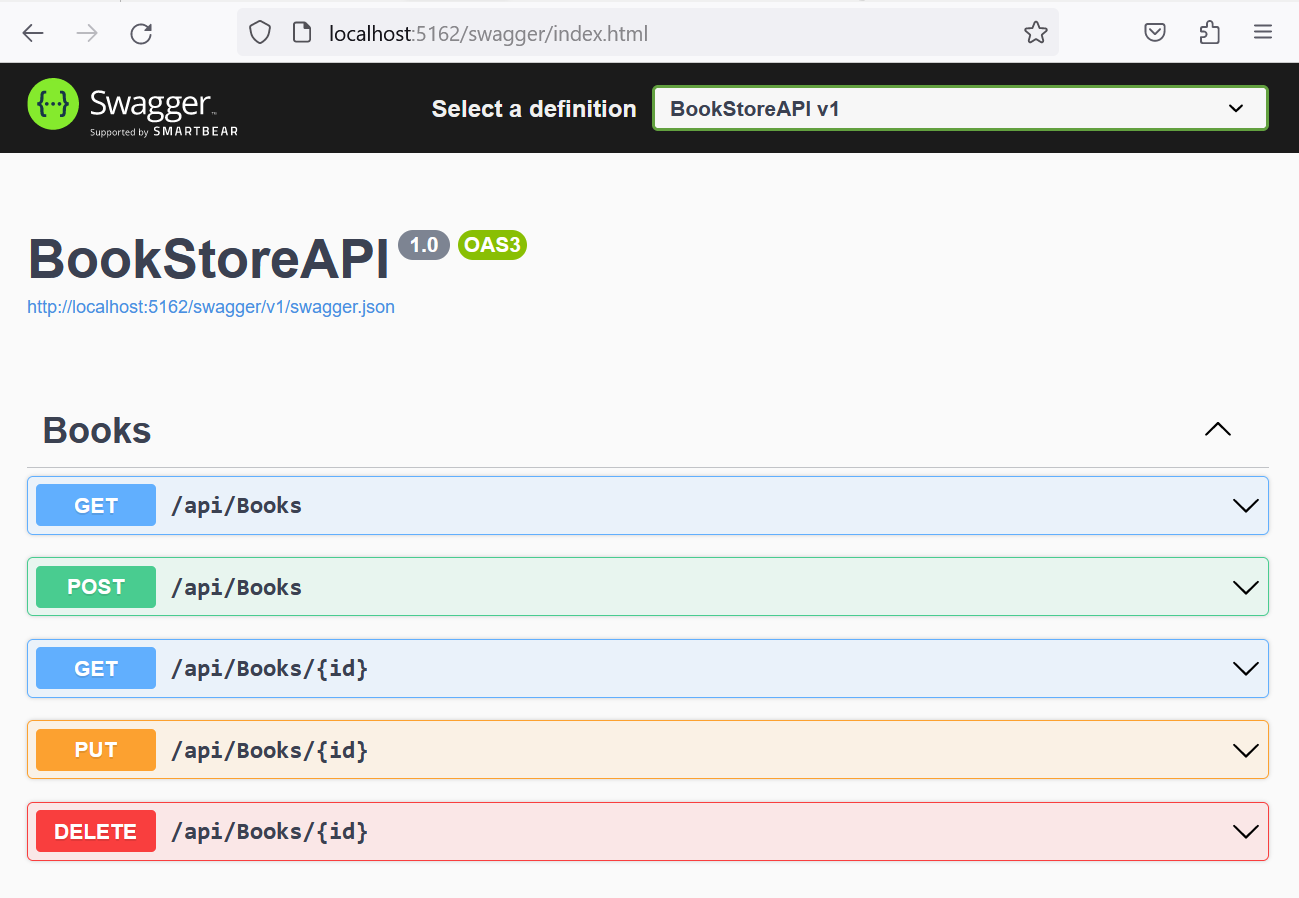 localhost:5162/swagger/index.html
{···} Swagger™
Supported by SMARTBEAR
Select a definition
BookStoreAPI v1
BookStoreAPI 1.0 OAS3
http://localhost:5162/swagger/v1/swagger.json
Books
GET /api/Books
POST /api/Books
GET /api/Books/{id}
PUT /api/Books/{id}
DELETE /api/Books/{id}